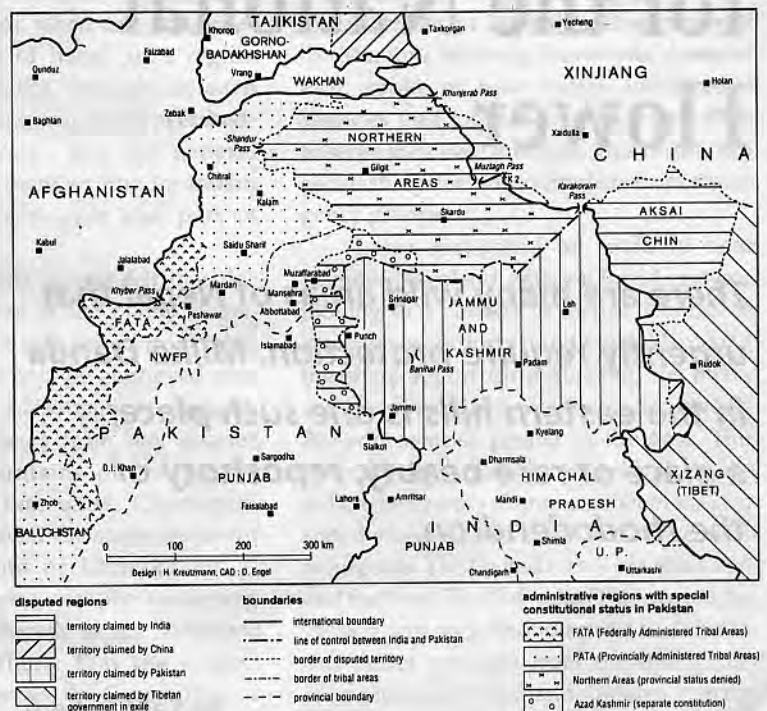 TAJIKISTAN
Khorog
GORNO-
BADAKHSHAN
Taxkorgan
Yecheng
Qunduz
Faizabad
Vrang
WAKHAN
XINJIANG
Hotan
Khunjerab Pass
Baghlan
Zebak
Xaidulla
NORTHERN
Shandur
Pass
Gilgit
Muztagh Pass
CHINA
Chitral
AREAS
K2
Karakoram
Pass
AFGHANISTAN
Kalam
Skardu
AKSAI
CHIN
Kabul
Saidu Sharif
Jalalabad
Muzaffarabad
Khyber Pass
Mardan
Mansehra
Srinagar
JAMMU
Leh
Peshawar
Abbottabad
AND
FATA
Punch
KASHMIR
NWFP
Islamabad
Banihal Pass
Padam
Rudok
PAKISTAN
Jammu
Sialkot
Kyelang
D.I. Khan
Sargodha
Dharmsala
XIZANG
(TIBET)
PUNJAB
HIMACHAL
Zhob
Faisalabad
Lahore
Amritsar
Mandi
PRADESH
BALUCHISTAN
INDIA
0 100 200 300 km
PUNJAB
Shimla
U. P.
Design : H. Kreutzmann, CAD : D. Engel
Chandigarh
Uttarkashi
disputed regions
territory claimed by India
territory claimed by China
territory claimed by Pakistan
territory claimed by Tibetan
government in exile
boundaries
international boundary
line of control between India and Pakistan
border of disputed territory
border of tribal areas
provincial boundary
administrative regions with special
constitutional status in Pakistan
FATA (Federally Administered Tribal Areas)
PATA (Provincially Administered Tribal Areas)
Northern Areas (provincial status denied)
Azad Kashmir (separate constitution)